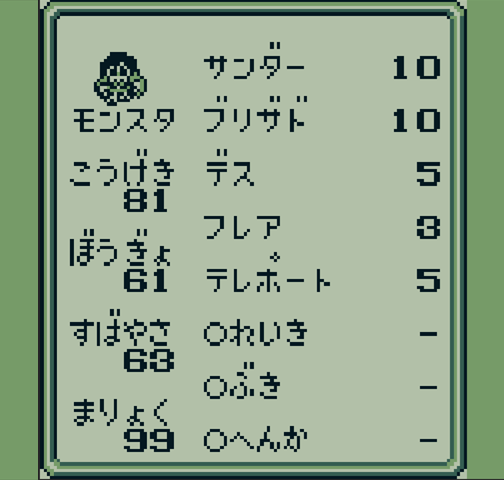 サンダー 10
モンスタ ブリザド 10
こうげき デス 5
81
フレア 3
ぼうぎょ
61 テレポート 5
すばやさ ○れいき -
63
○ぶき -
まりょく
99 ○へんか -